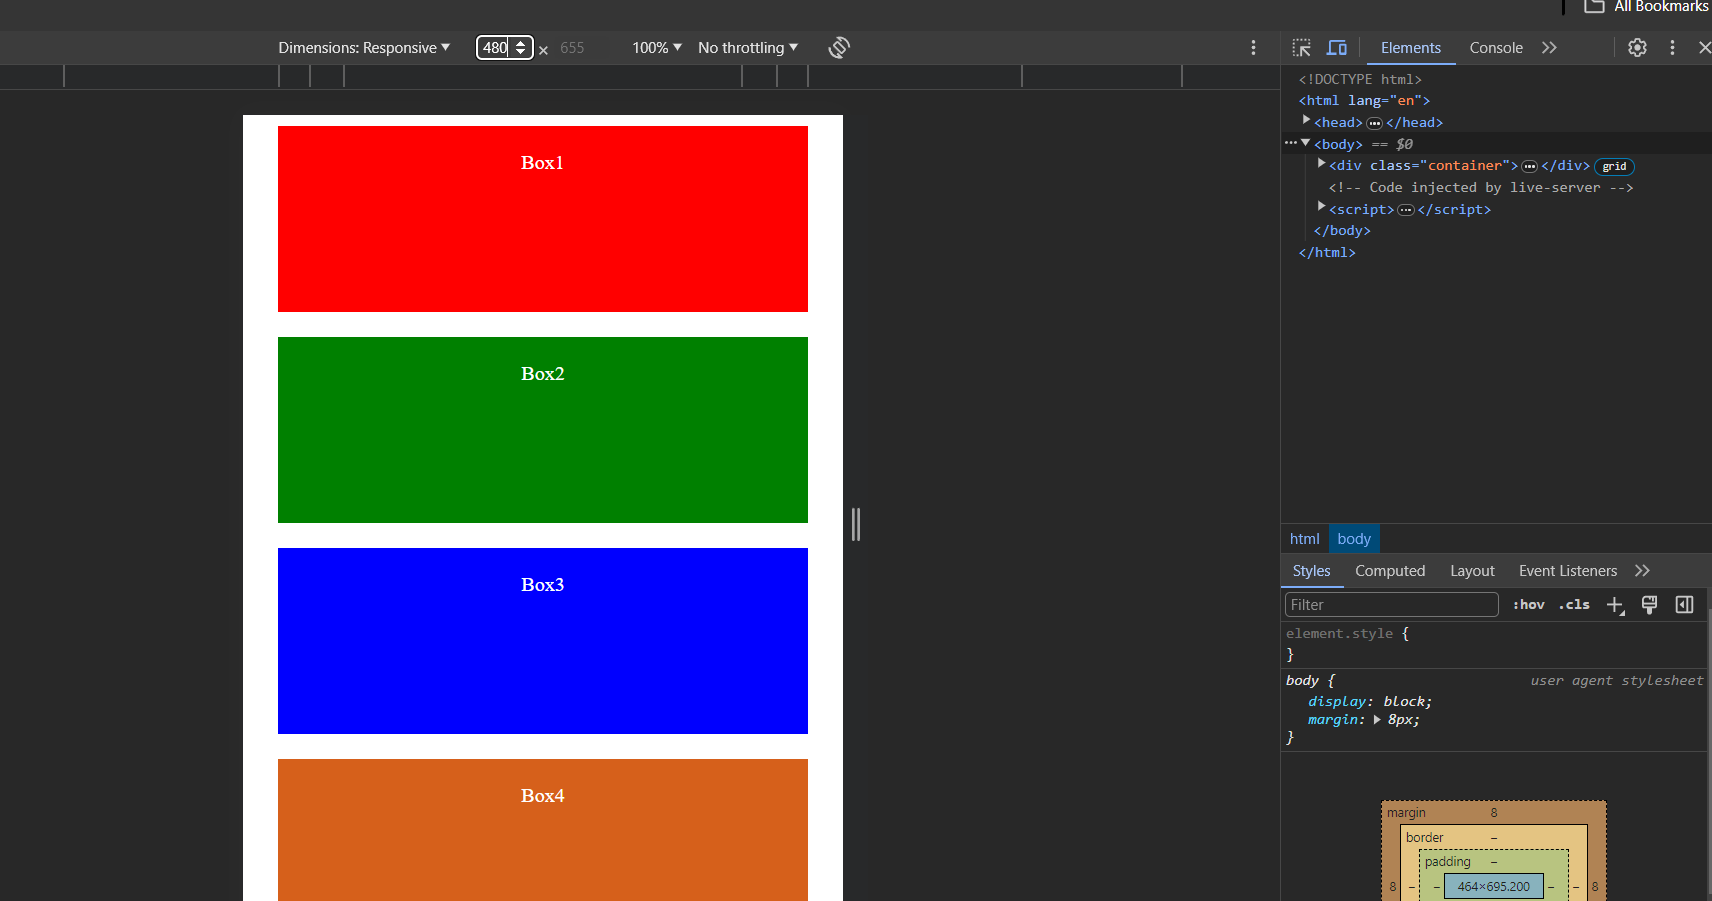 All Bookmarks
Dimensions: Responsive 480 × 655 100% No throttling
Elements Console
<!DOCTYPE html>
<html lang="en">
<head> ••• </head>
••• <body> == $0
<div class="container"> ••• </div> grid
<!-- Code injected by live-server -->
<script> ••• </script>
</body>
</html>
Box1
Box2
Box3
Box4
html body
Styles Computed Layout Event Listeners
Filter :hov .cls
element.style {
}
body { user agent stylesheet
display: block;
margin: 8px;
}
margin 8
border –
padding –
8 – – 464×695.200 – – 8